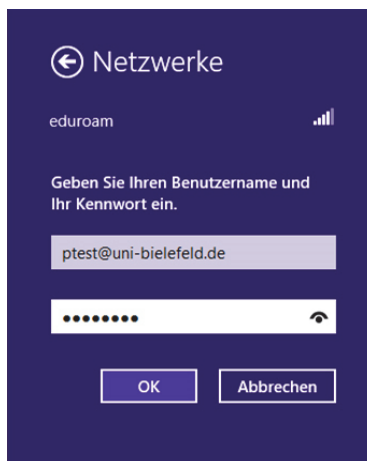 Netzwerke
eduroam
Geben Sie Ihren Benutzername und
Ihr Kennwort ein.
ptest@uni-bielefeld.de
••••••••
OK
Abbrechen